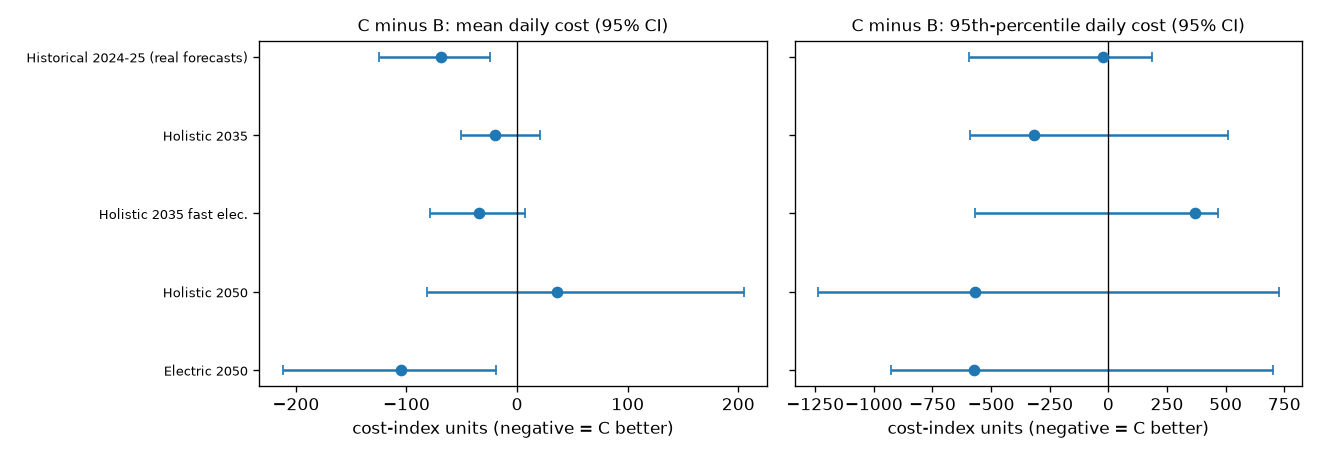 C minus B: mean daily cost (95% CI)
C minus B: 95th-percentile daily cost (95% CI)
Historical 2024-25 (real forecasts)
Holistic 2035
Holistic 2035 fast elec.
Holistic 2050
Electric 2050
−200 −100 0 100 200
−1250 −1000 −750 −500 −250 0 250 500 750
cost-index units (negative = C better)
cost-index units (negative = C better)